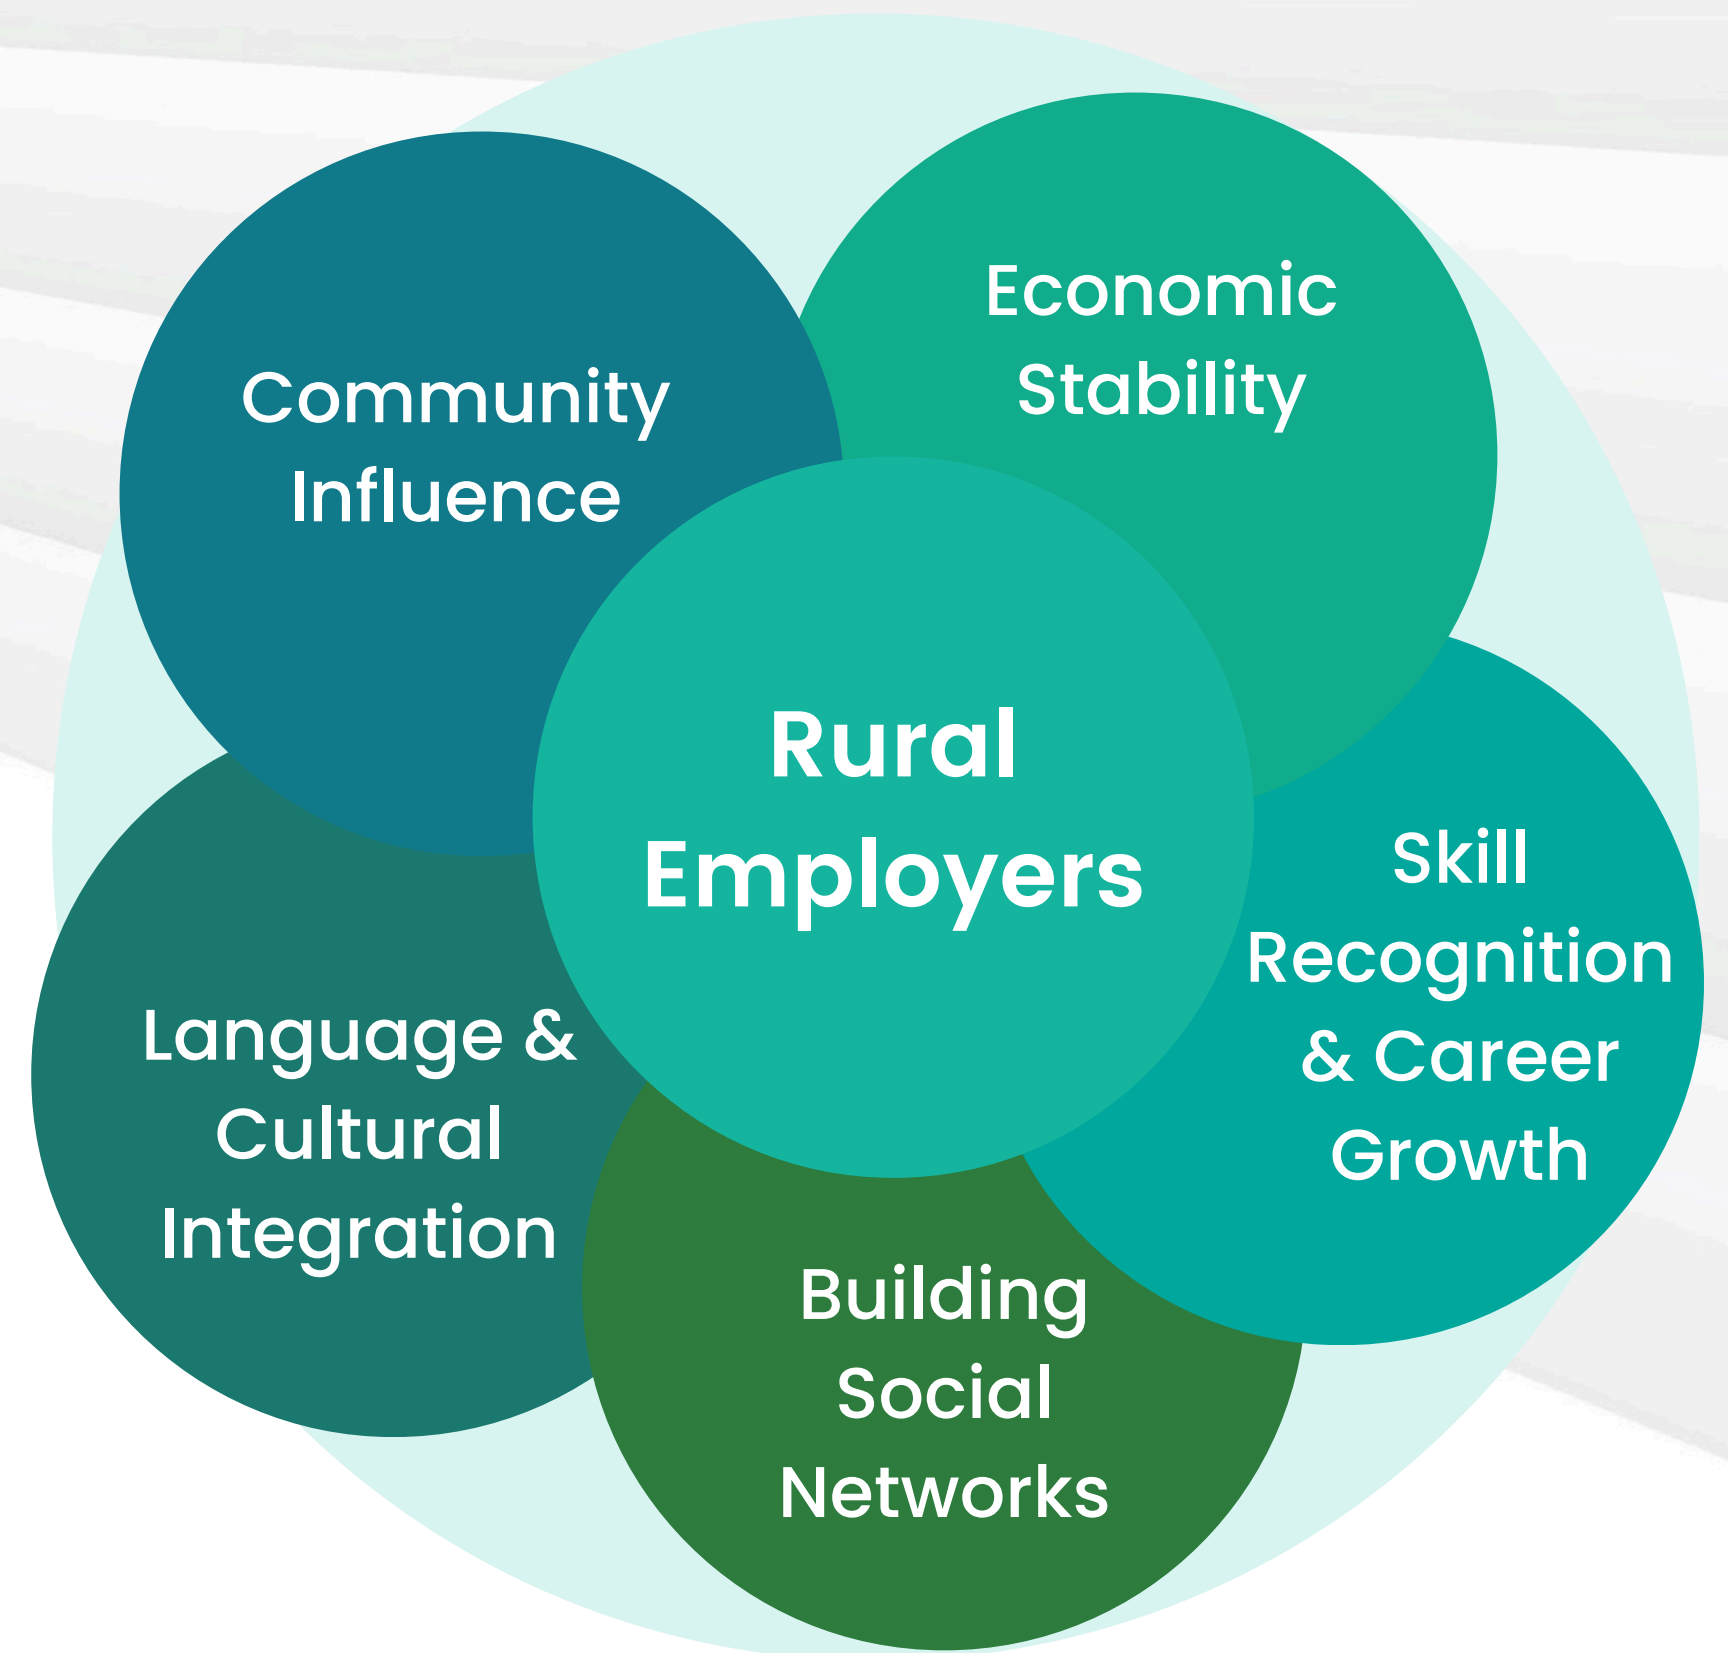 Economic
Stability
Community
Influence
Rural
Employers
Skill
Recognition
& Career
Growth
Language &
Cultural
Integration
Building
Social
Networks